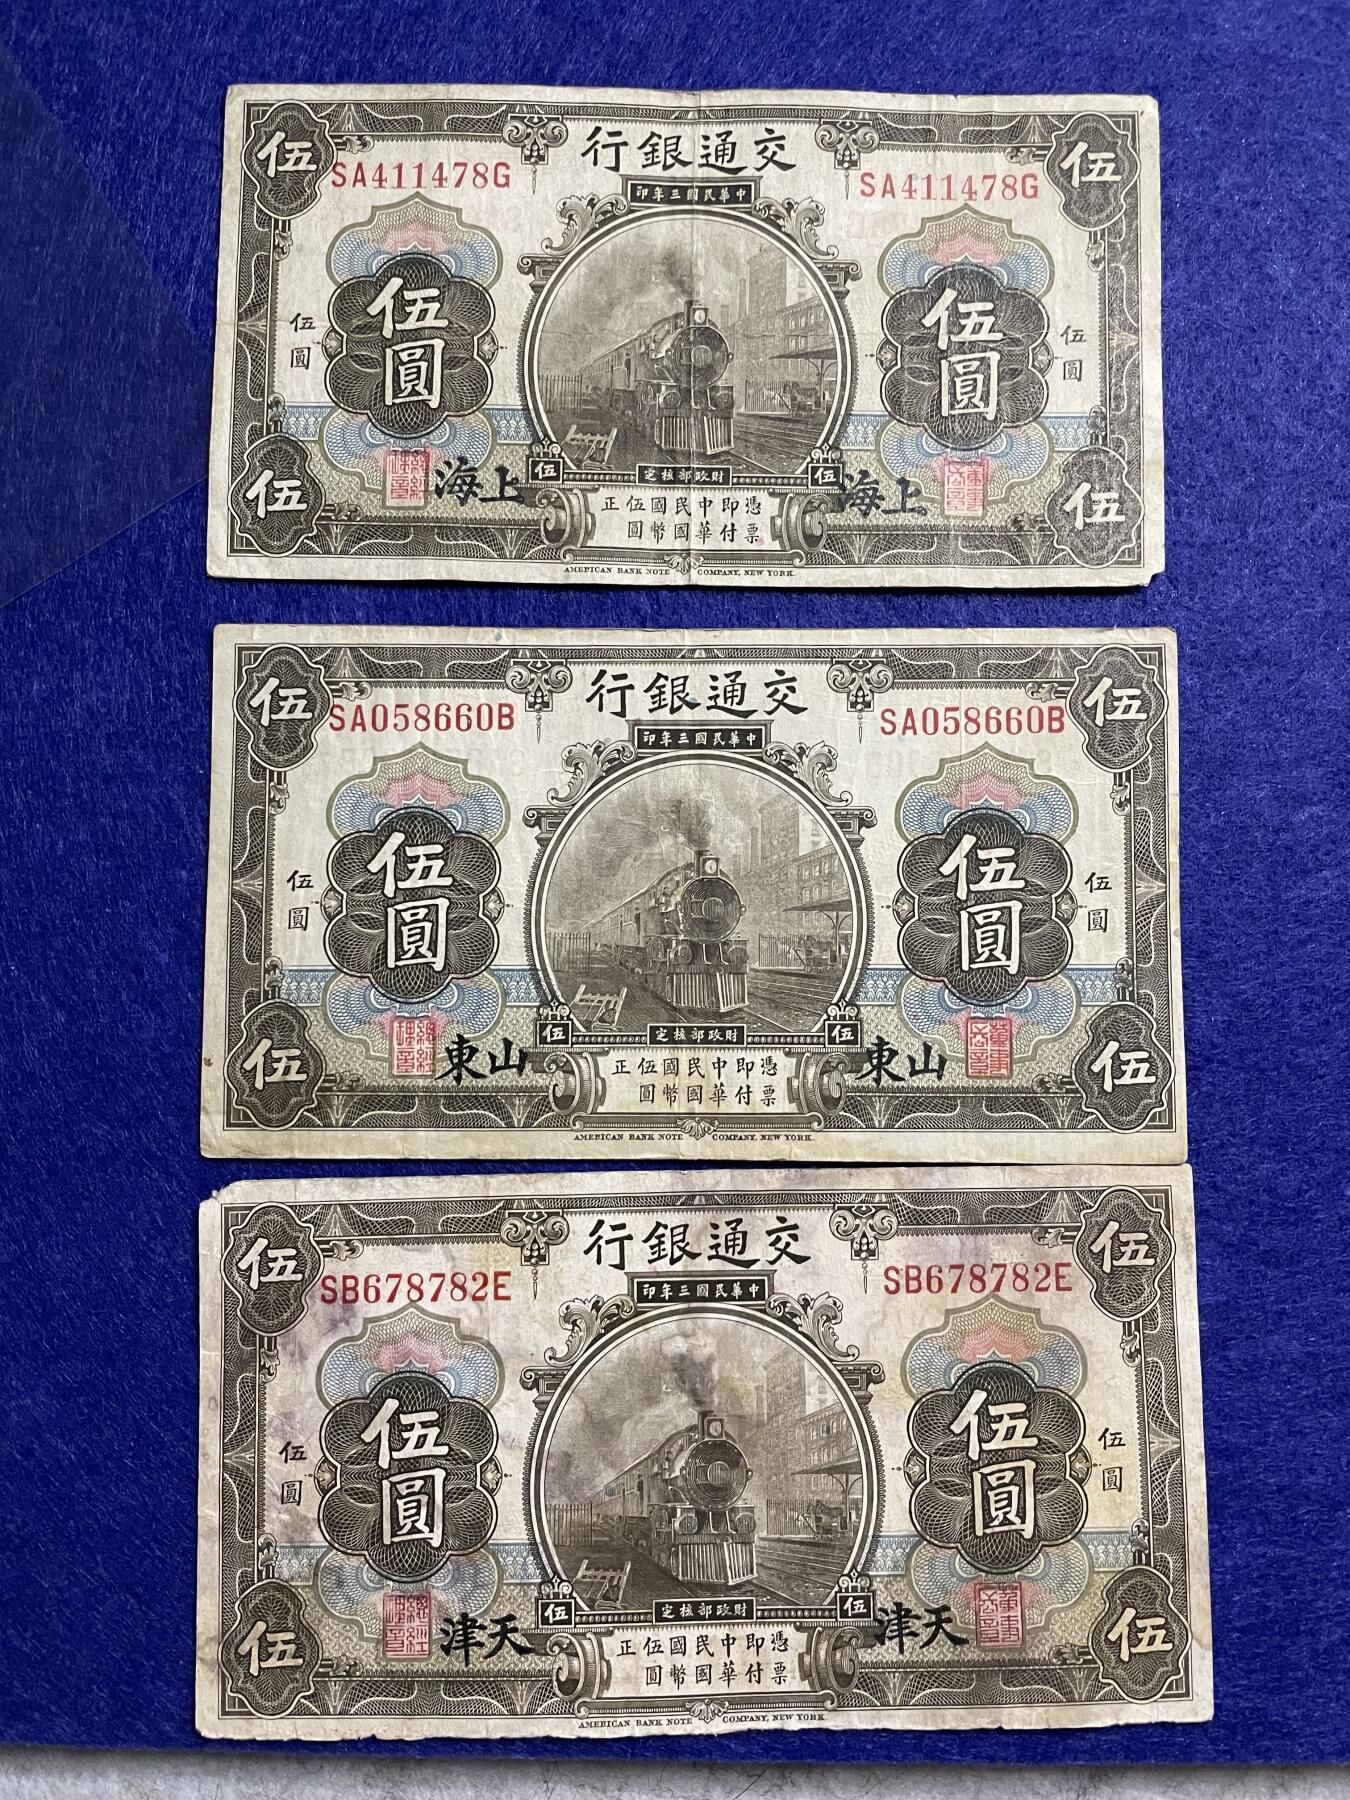 伍 交通銀行 伍
SA411478G SA411478G
中華民國三年印
伍圓 伍圓 伍圓 伍圓
上海 伍 財政部核定 伍 上海
伍 憑票即付中華民國國幣伍圓正 伍
AMERICAN BANK NOTE COMPANY, NEW YORK.
伍 交通銀行 伍
SA058660B SA058660B
中華民國三年印
伍圓 伍圓 伍圓 伍圓
山東 伍 財政部核定 伍 山東
伍 憑票即付中華民國國幣伍圓正 伍
AMERICAN BANK NOTE COMPANY, NEW YORK.
伍 交通銀行 伍
SB678782E SB678782E
中華民國三年印
伍圓 伍圓 伍圓 伍圓
天津 伍 財政部核定 伍 天津
伍 憑票即付中華民國國幣伍圓正 伍
AMERICAN BANK NOTE COMPANY, NEW YORK.